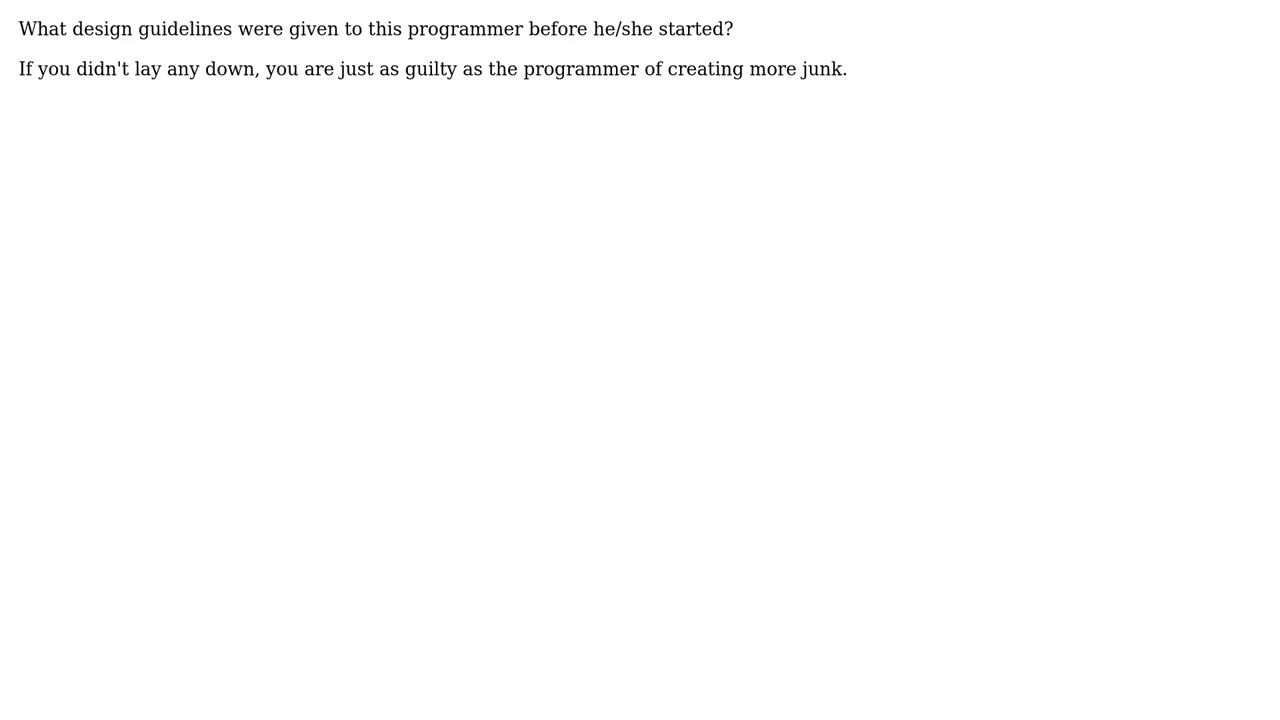 What design guidelines were given to this programmer before he/she started?
If you didn't lay any down, you are just as guilty as the programmer of creating more junk.